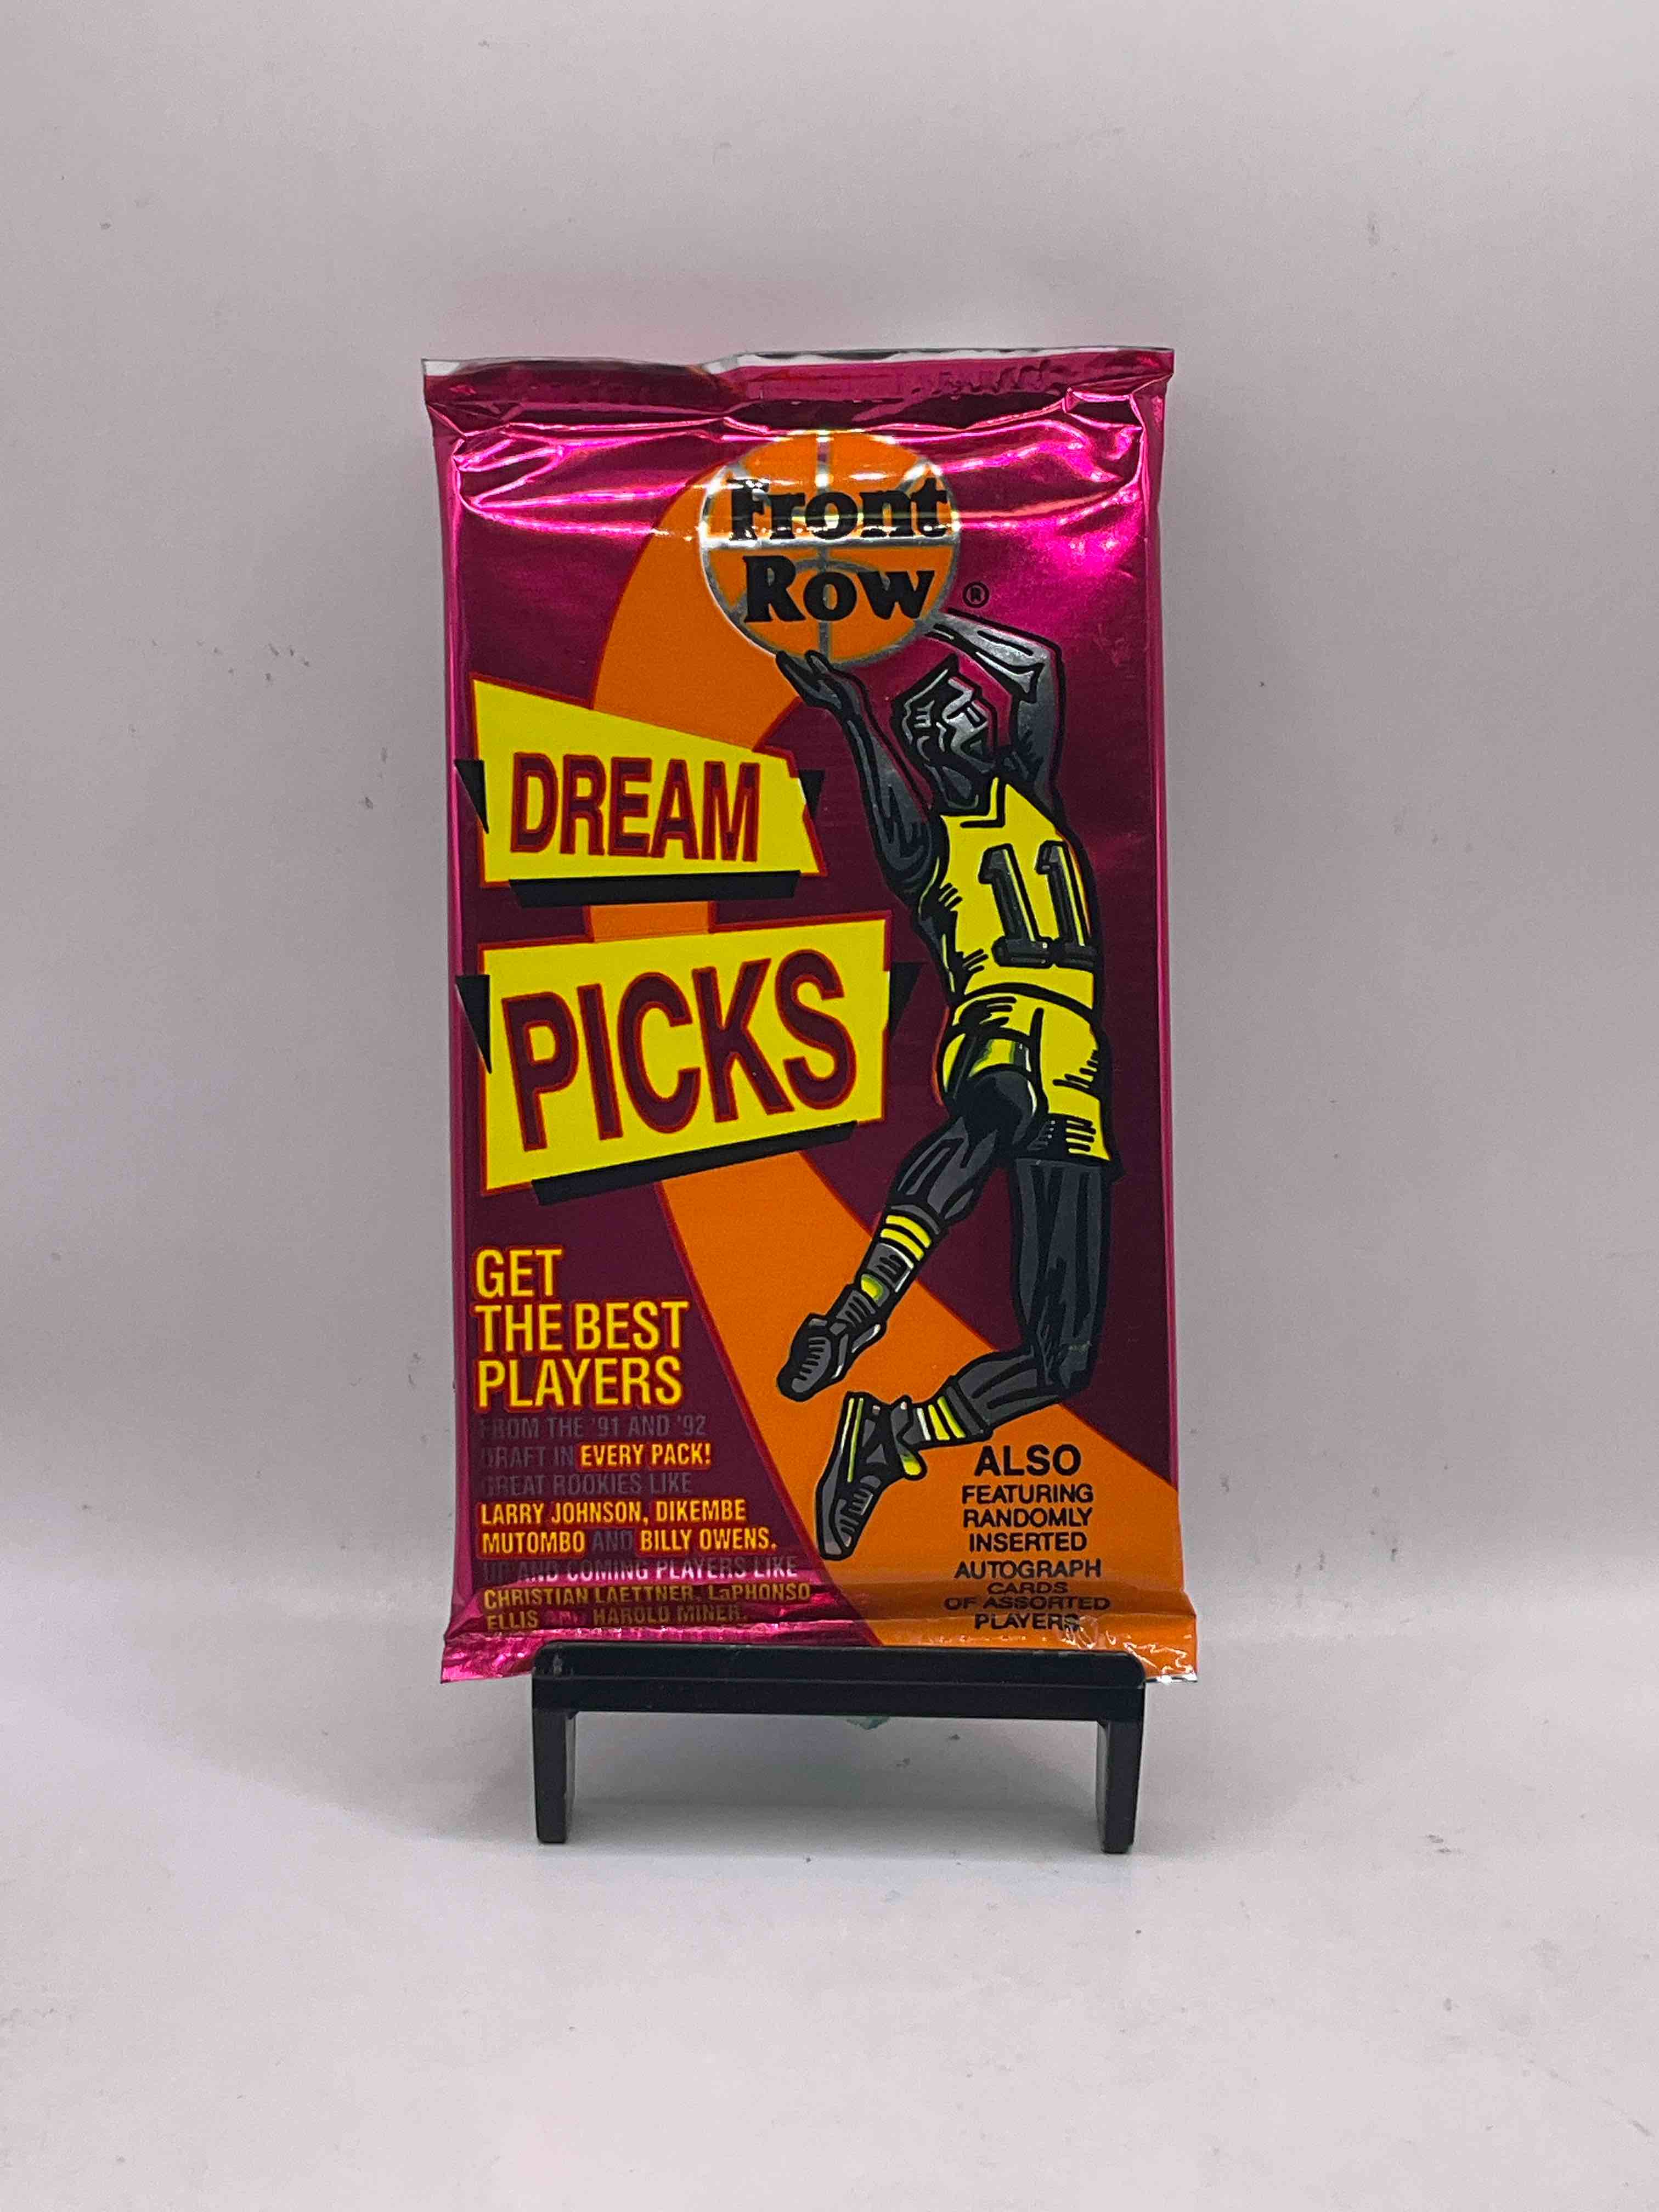 Front
Row
®
DREAM
PICKS
11
GET
THE BEST
PLAYERS
FROM THE '91 AND '92
DRAFT IN EVERY PACK!
GREAT ROOKIES LIKE
LARRY JOHNSON, DIKEMBE
MUTOMBO AND BILLY OWENS.
UP AND COMING PLAYERS LIKE
CHRISTIAN LAETTNER, LaPHONSO
ELLIS AND HAROLD MINER.
ALSO
FEATURING
RANDOMLY
INSERTED
AUTOGRAPH
CARDS
OF ASSORTED
PLAYERS